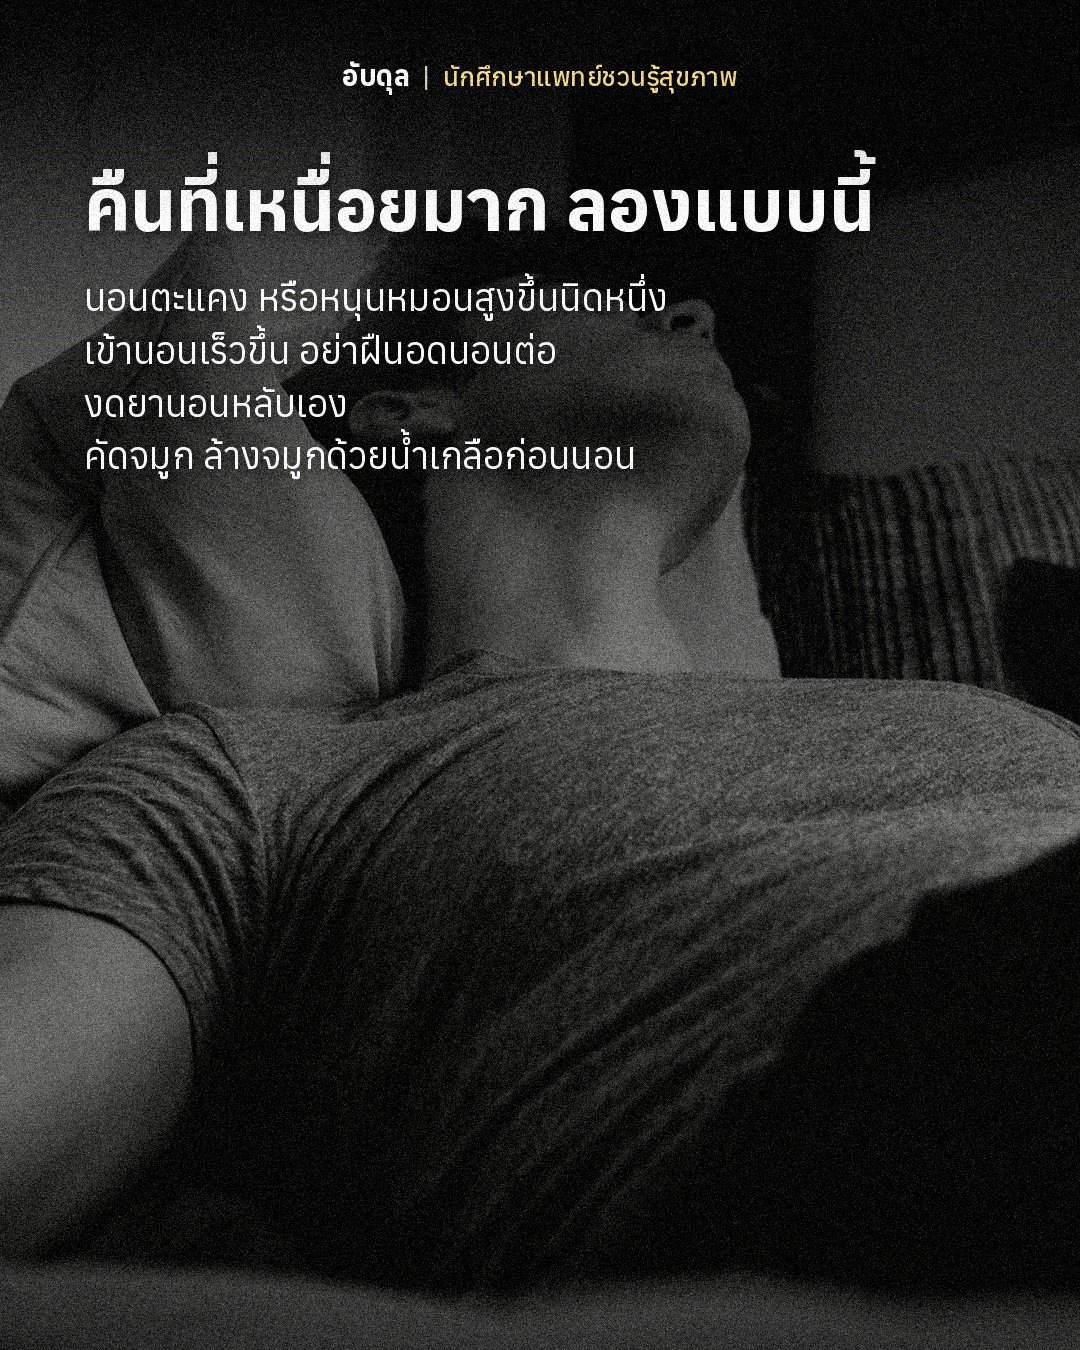 อับดุล | นักศึกษาแพทย์ชวนรู้สุขภาพ
คืนที่เหนื่อยมาก ลองแบบนี้
นอนตะแคง หรือหนุนหมอนสูงขึ้นนิดหนึ่ง
เข้านอนเร็วขึ้น อย่าฝืนอดนอนต่อ
งดยานอนหลับเอง
คัดจมูก ล้างจมูกด้วยน้ำเกลือก่อนนอน